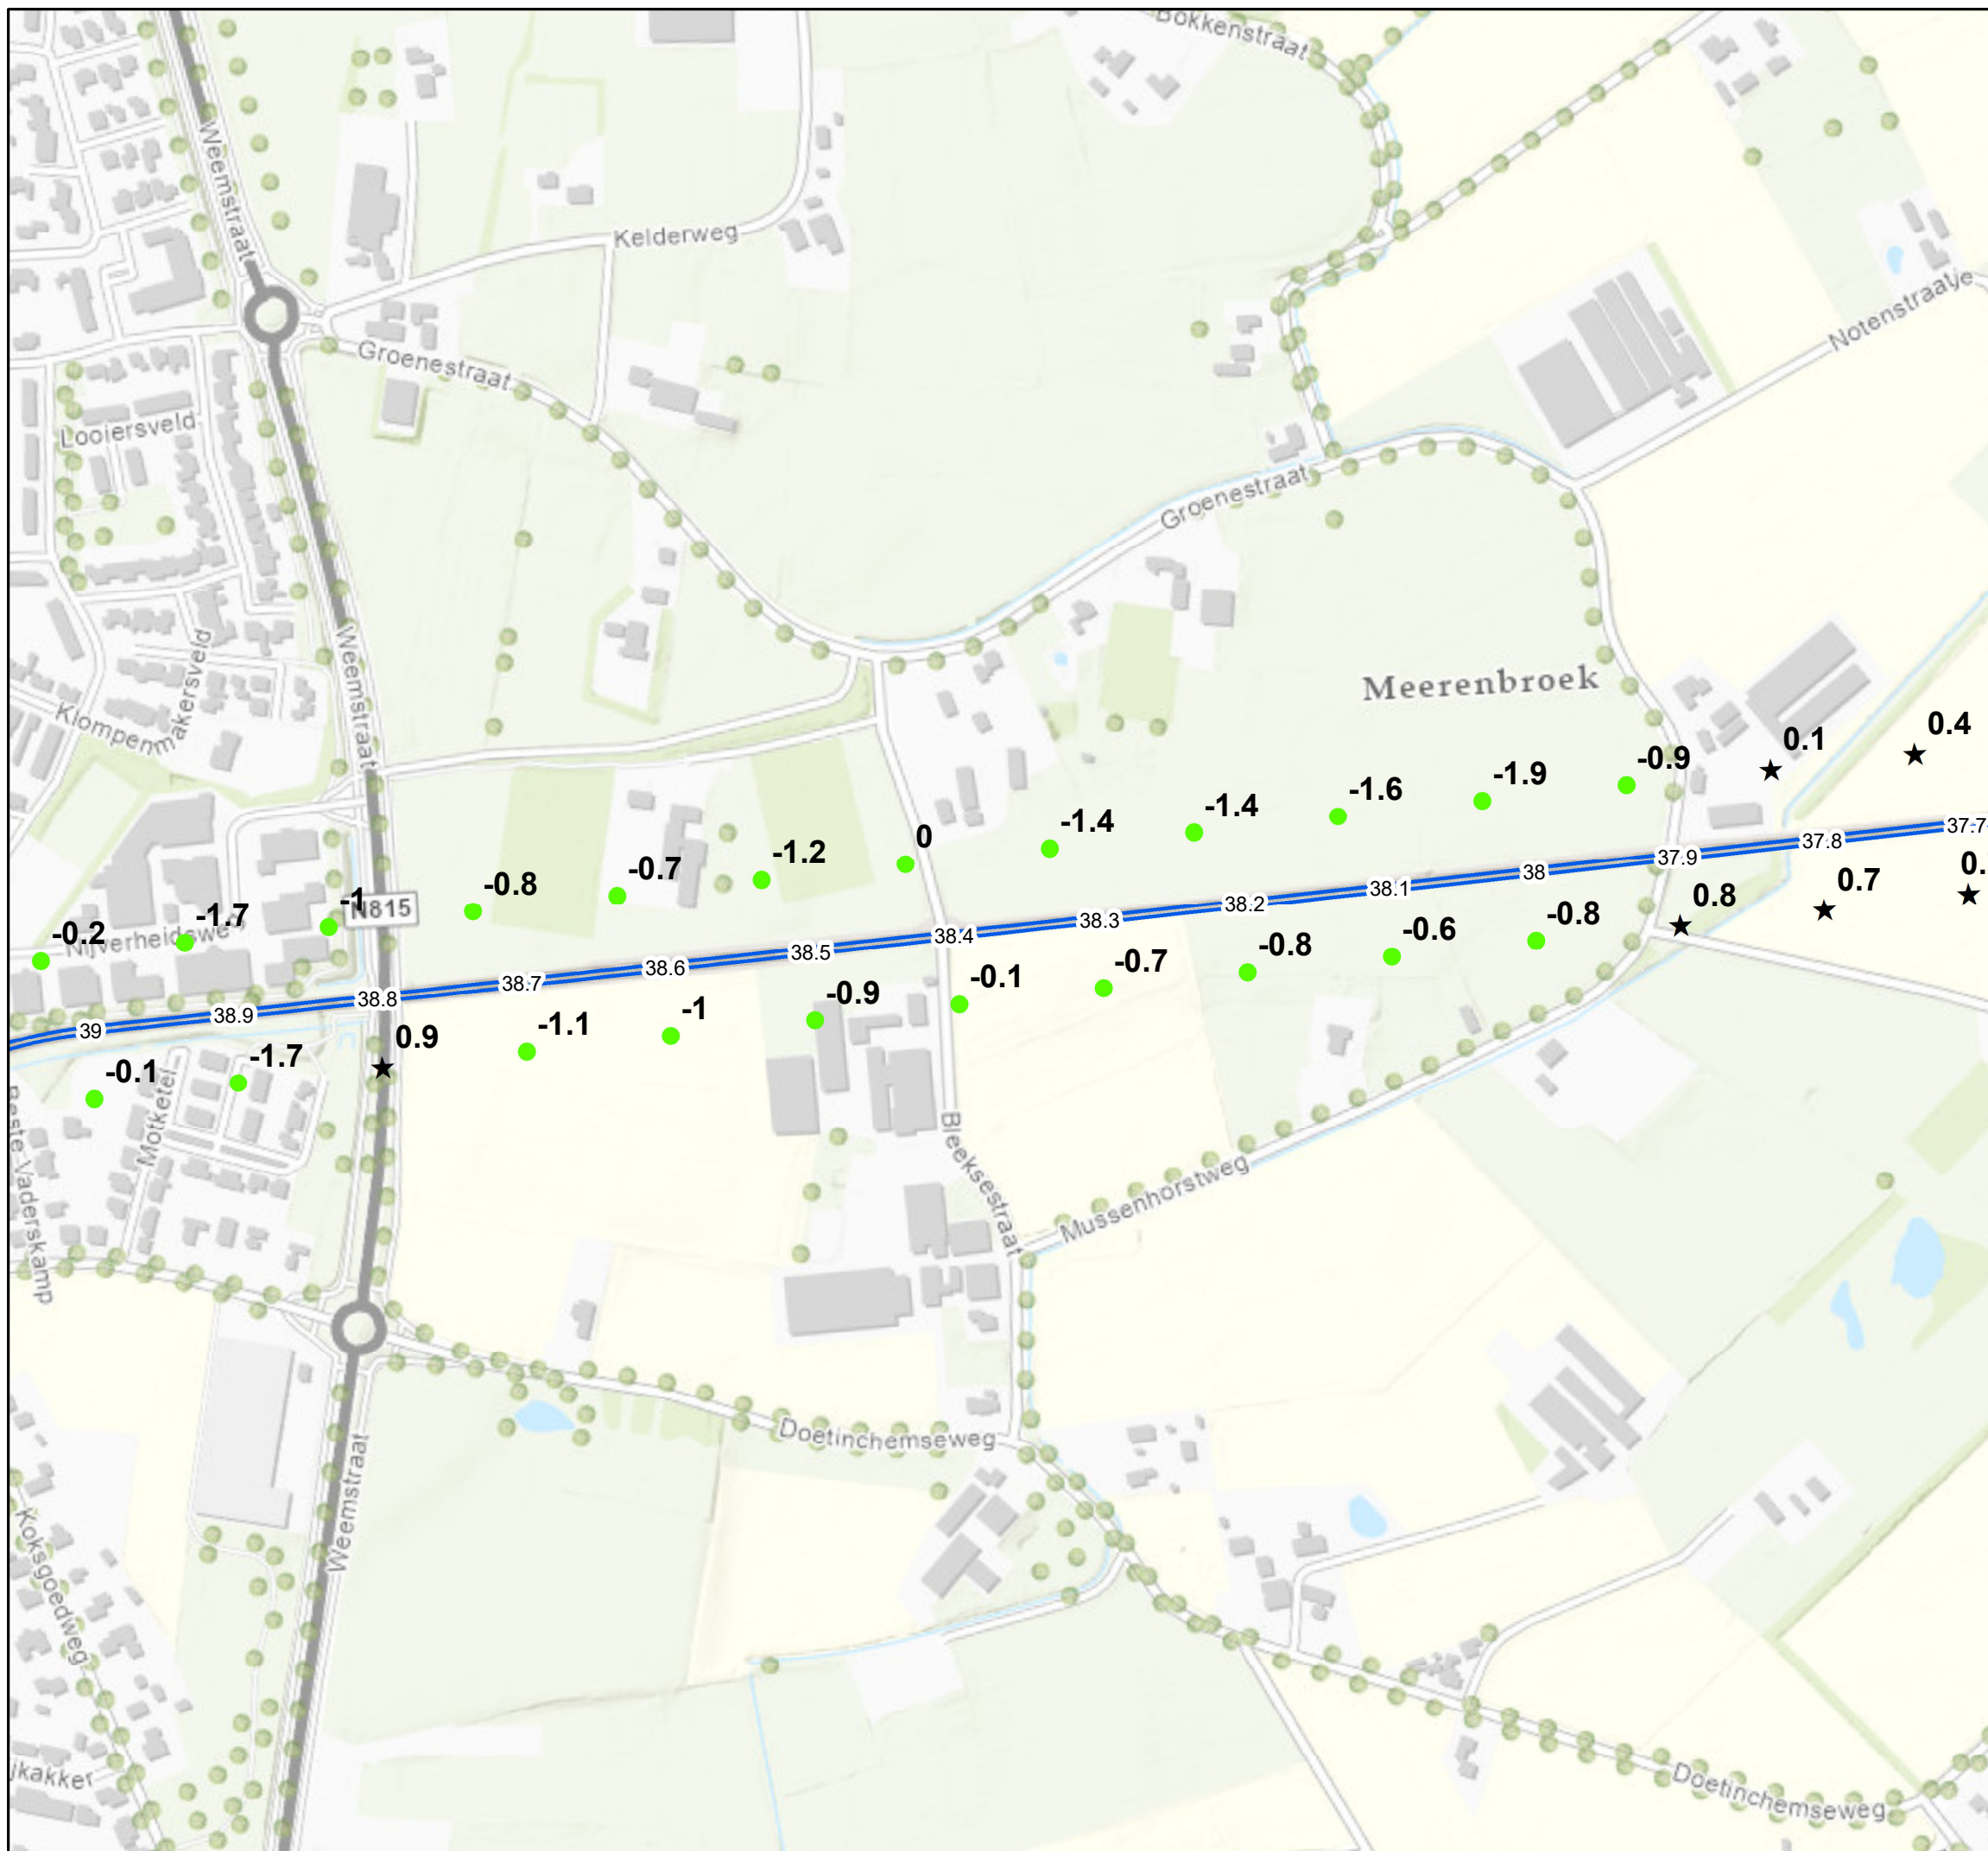 Bokkenstraat
Weemstraat
Kelderweg
Notenstraatje
Groenestraat
Looiersveld
Groenestraat
Weemstraat
Meerenbroek
Klompenmakersveld
0.4
0.1
-0.9
-1.9
-1.6
-1.4
-1.4
0
-1.2
-0.7
-0.8
-1
N815
-1.7
-0.2
Nijverheidsweg
37.7
37.8
37.9
38
38.1
38.2
38.3
38.4
38.5
38.6
38.7
38.8
38.9
39
0.
0.7
0.8
-0.8
-0.6
-0.8
-0.7
-0.1
-0.9
-1
-1.1
0.9
-1.7
-0.1
Motketel
Beste Vaderskamp
Bleeksestraat
Mussenhorstweg
Doetinchemseweg
Weemstraat
Koksgoedweg
jkakker
Doetinchemseweg